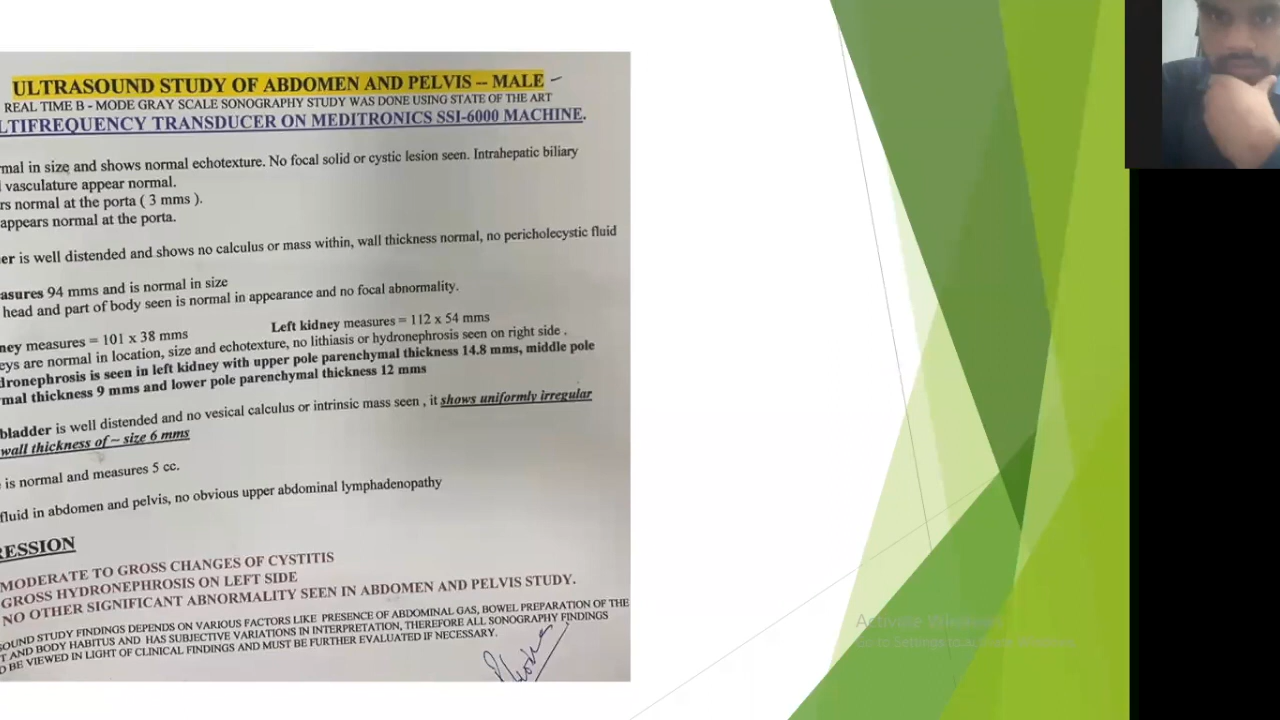 ULTRASOUND STUDY OF ABDOMEN AND PELVIS -- MALE
REAL TIME B - MODE GRAY SCALE SONOGRAPHY STUDY WAS DONE USING STATE OF THE ART
LTIFREQUENCY TRANSDUCER ON MEDITRONICS SSI-6000 MACHINE.
rmal in size and shows normal echotexture. No focal solid or cystic lesion seen. Intrahepatic biliary
vasculature appear normal.
rs normal at the porta ( 3 mms ).
appears normal at the porta.
er is well distended and shows no calculus or mass within, wall thickness normal, no pericholecystic fluid
asures 94 mms and is normal in size
head and part of body seen is normal in appearance and no focal abnormality.
ney measures = 101 x 38 mms Left kidney measures = 112 x 54 mms
eys are normal in location, size and echotexture, no lithiasis or hydronephrosis seen on right side .
dronephrosis is seen in left kidney with upper pole parenchymal thickness 14.8 mms, middle pole
mal thickness 9 mms and lower pole parenchymal thickness 12 mms
bladder is well distended and no vesical calculus or intrinsic mass seen , it shows uniformly irregular
wall thickness of ~ size 6 mms
is normal and measures 5 cc.
fluid in abdomen and pelvis, no obvious upper abdominal lymphadenopathy
RESSION
MODERATE TO GROSS CHANGES OF CYSTITIS
GROSS HYDRONEPHROSIS ON LEFT SIDE
NO OTHER SIGNIFICANT ABNORMALITY SEEN IN ABDOMEN AND PELVIS STUDY.
SOUND STUDY FINDINGS DEPENDS ON VARIOUS FACTORS LIKE PRESENCE OF ABDOMINAL GAS, BOWEL PREPARATION OF THE
T AND BODY HABITUS AND HAS SUBJECTIVE VARIATIONS IN INTERPRETATION, THEREFORE ALL SONOGRAPHY FINDINGS
D BE VIEWED IN LIGHT OF CLINICAL FINDINGS AND MUST BE FURTHER EVALUATED IF NECESSARY.
Activate Windows
Go to Settings to activate Windows.